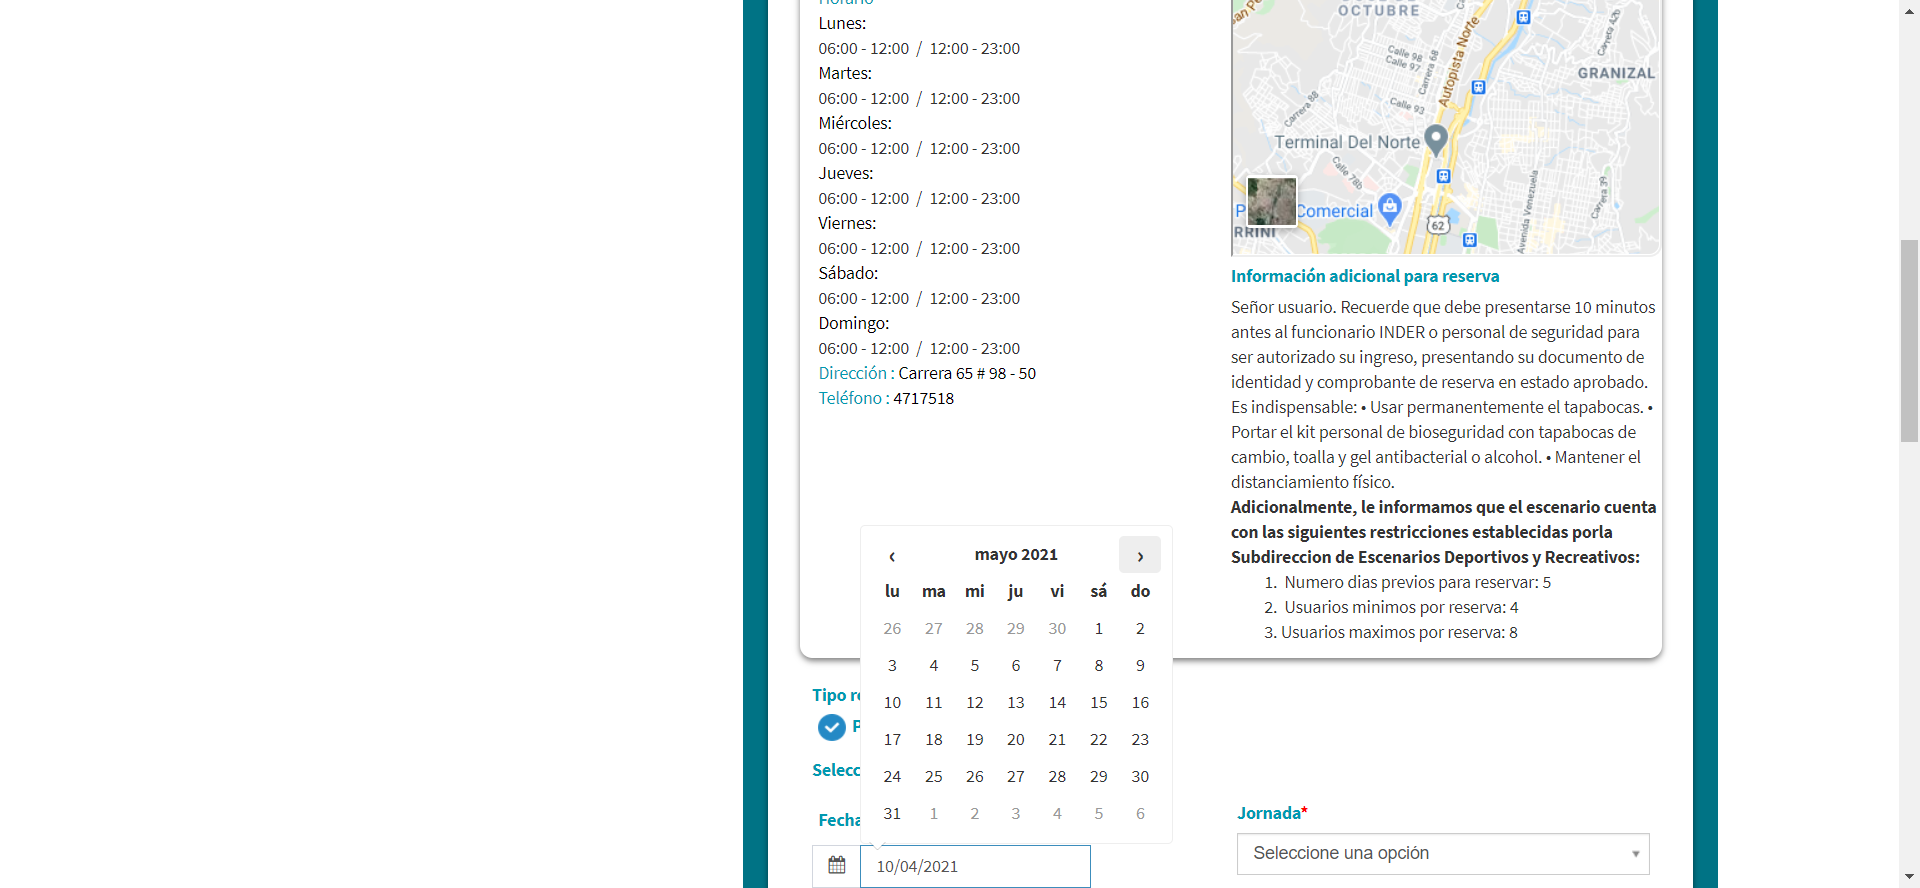 Horario
Lunes:
06:00 - 12:00 / 12:00 - 23:00
Martes:
06:00 - 12:00 / 12:00 - 23:00
Miércoles:
06:00 - 12:00 / 12:00 - 23:00
Jueves:
06:00 - 12:00 / 12:00 - 23:00
Viernes:
06:00 - 12:00 / 12:00 - 23:00
Sábado:
06:00 - 12:00 / 12:00 - 23:00
Domingo:
06:00 - 12:00 / 12:00 - 23:00
Dirección : Carrera 65 # 98 - 50
Teléfono : 4717518
OCTUBRE
Calle 98
Calle 97
Carrera 68
Autopista Norte
Carrera 42b
GRANIZAL
Carrera 88
Calle 93
Terminal Del Norte
Calle 78b
Comercial
62
Avenida Venezuela
Carrera 39
RRINI
Información adicional para reserva
Señor usuario. Recuerde que debe presentarse 10 minutos
antes al funcionario INDER o personal de seguridad para
ser autorizado su ingreso, presentando su documento de
identidad y comprobante de reserva en estado aprobado.
Es indispensable: • Usar permanentemente el tapabocas. •
Portar el kit personal de bioseguridad con tapabocas de
cambio, toalla y gel antibacterial o alcohol. • Mantener el
distanciamiento físico.
Adicionalmente, le informamos que el escenario cuenta
con las siguientes restricciones establecidas porla
Subdireccion de Escenarios Deportivos y Recreativos:
1. Numero dias previos para reservar: 5
2. Usuarios minimos por reserva: 4
3. Usuarios maximos por reserva: 8
‹ mayo 2021 ›
lu ma mi ju vi sá do
26 27 28 29 30 1 2
3 4 5 6 7 8 9
10 11 12 13 14 15 16
17 18 19 20 21 22 23
24 25 26 27 28 29 30
31 1 2 3 4 5 6
Tipo r
P
Selecc
Fecha
10/04/2021
Jornada*
Seleccione una opción